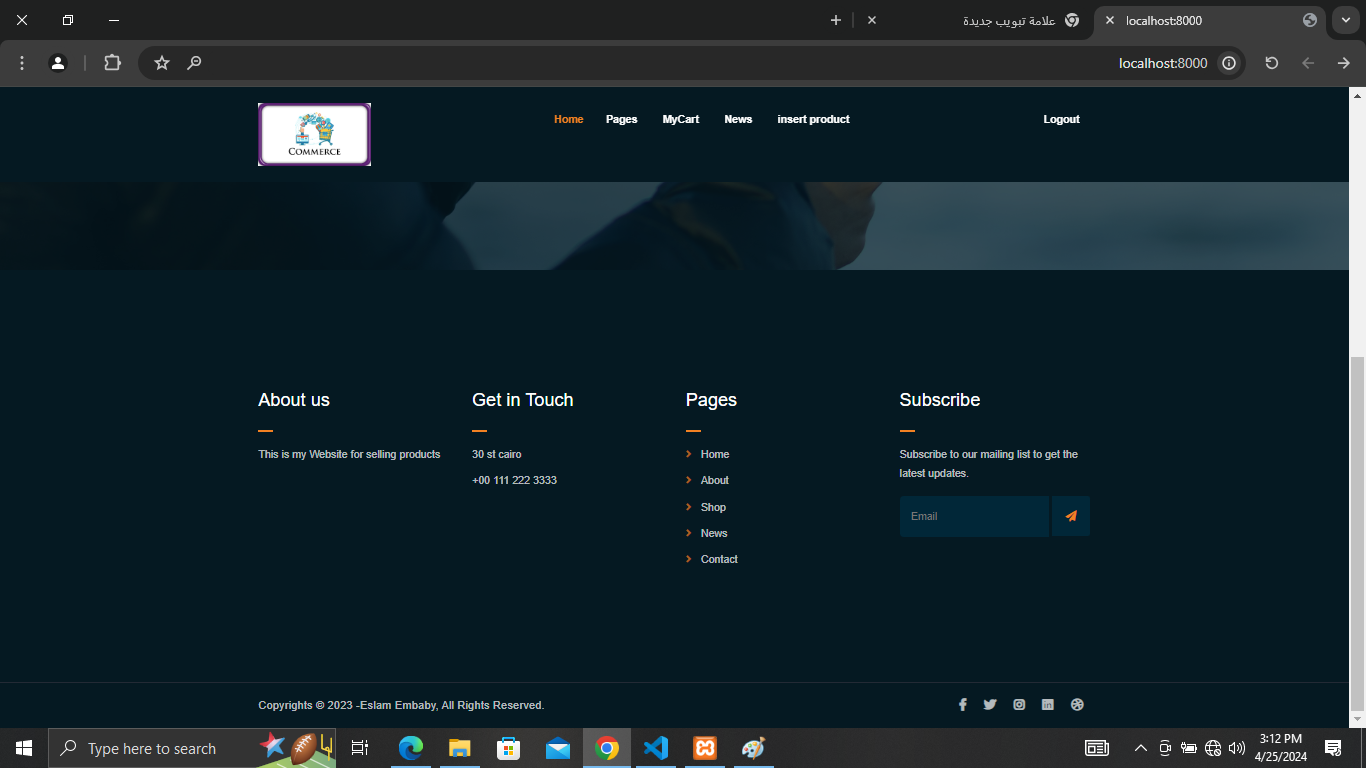 علامة تبويب جديدة
localhost:8000
localhost:8000
COMMERCE
Home
Pages
MyCart
News
insert product
Logout
About us
This is my Website for selling products
Get in Touch
30 st cairo
+00 111 222 3333
Pages
Home
About
Shop
News
Contact
Subscribe
Subscribe to our mailing list to get the
latest updates.
Email
Copyrights © 2023 -Eslam Embaby, All Rights Reserved.
Type here to search
3:12 PM
4/25/2024